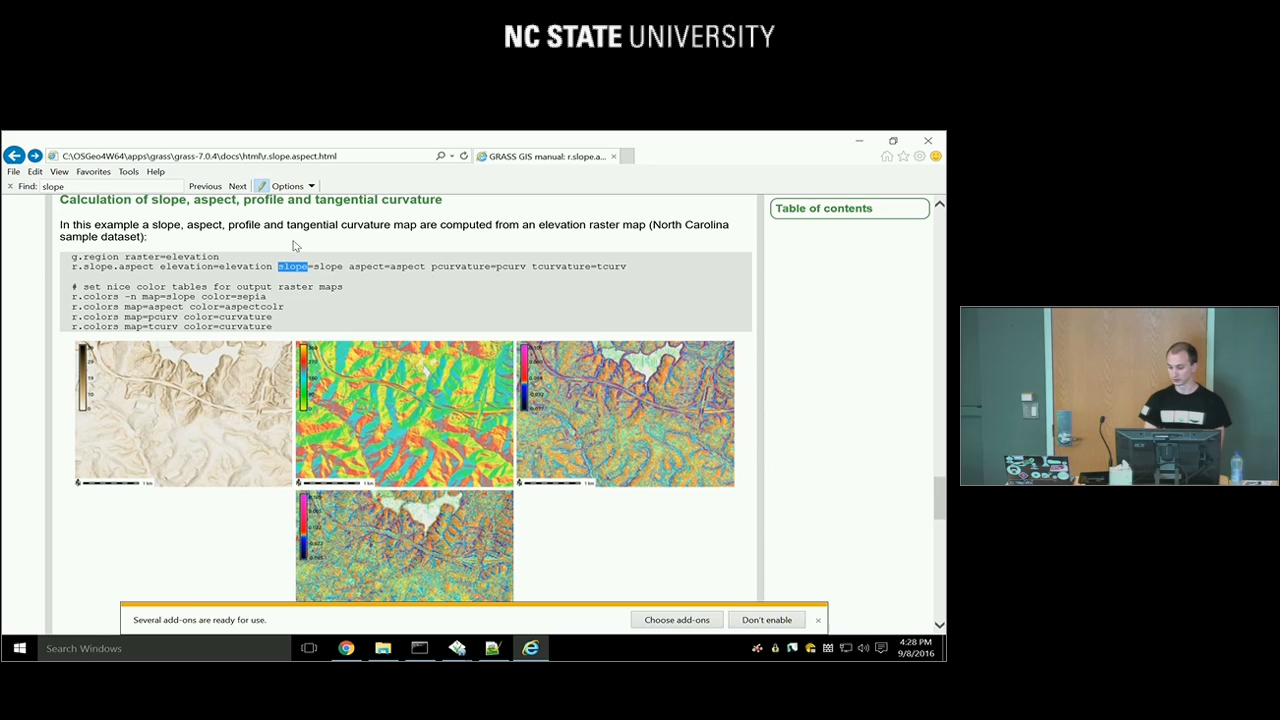 NC STATE UNIVERSITY
C:\OSGeo4W64\apps\grass\grass-7.0.4\docs\html\r.slope.aspect.html
GRASS GIS manual: r.slope.a...
File Edit View Favorites Tools Help
Find: slope Previous Next Options
Calculation of slope, aspect, profile and tangential curvature
Table of contents
In this example a slope, aspect, profile and tangential curvature map are computed from an elevation raster map (North Carolina
sample dataset):
g.region raster=elevation
r.slope.aspect elevation=elevation slope=slope aspect=aspect pcurvature=pcurv tcurvature=tcurv
# set nice color tables for output raster maps
r.colors -n map=slope color=sepia
r.colors map=aspect color=aspectcolr
r.colors map=pcurv color=curvature
r.colors map=tcurv color=curvature
1 km 1 km 1 km
Several add-ons are ready for use. Choose add-ons Don't enable
Search Windows
4:28 PM
9/8/2016